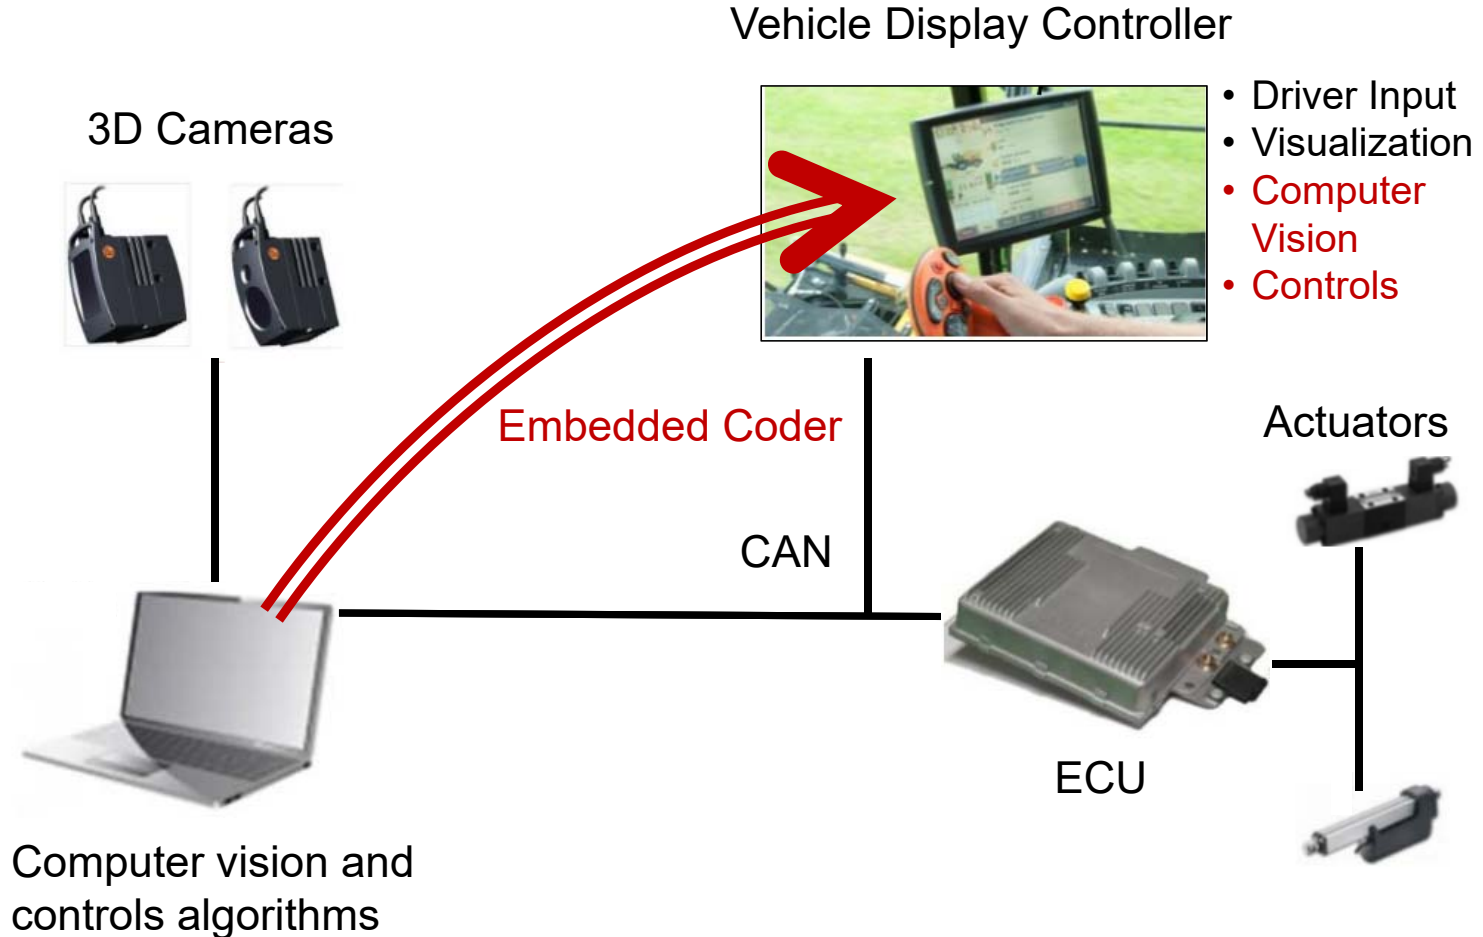 Vehicle Display Controller
3D Cameras
• Driver Input
• Visualization
• Computer
Vision
• Controls
Embedded Coder
Actuators
CAN
ECU
Computer vision and
controls algorithms